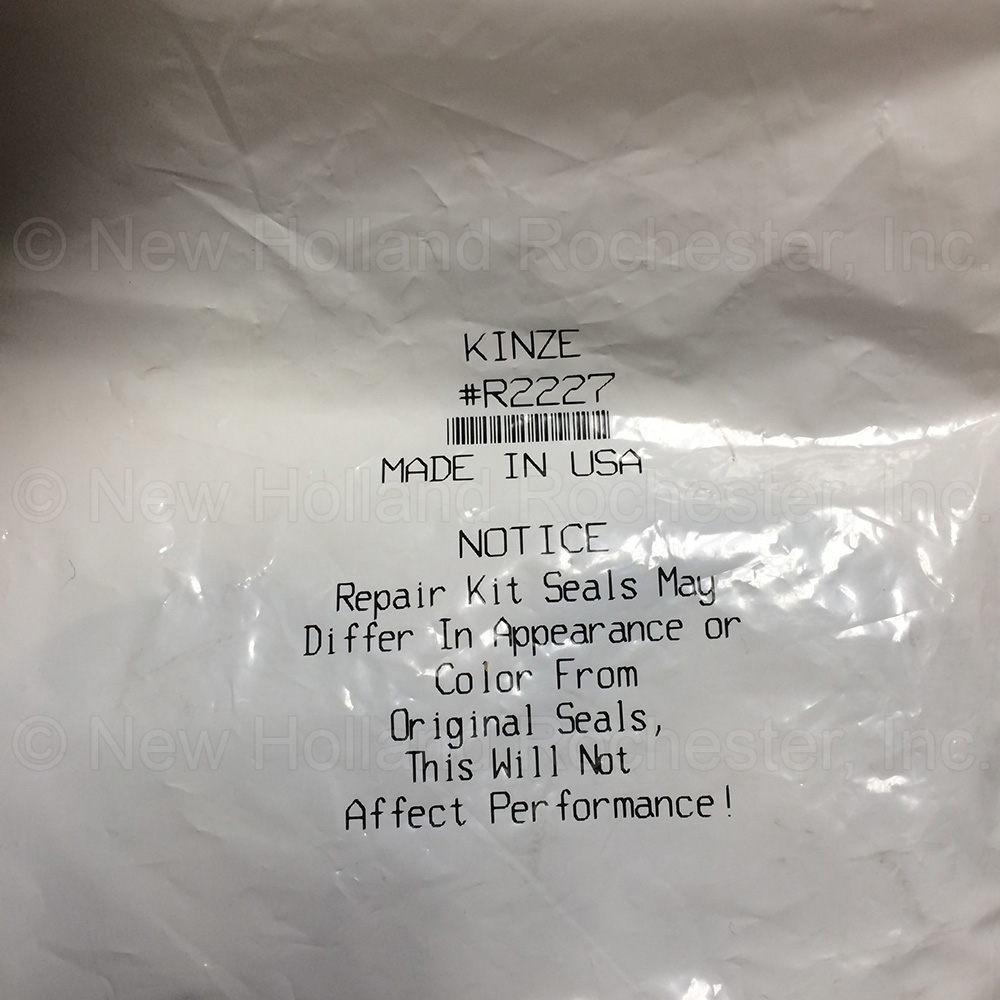 © New Holland Rochester, Inc.
KINZE
#R2227
MADE IN USA
© New Holland Rochester, Inc.
NOTICE
Repair Kit Seals May
Differ In Appearance or
Color From
Original Seals,
© New Holland Rochester, Inc.
This Will Not
Affect Performance!